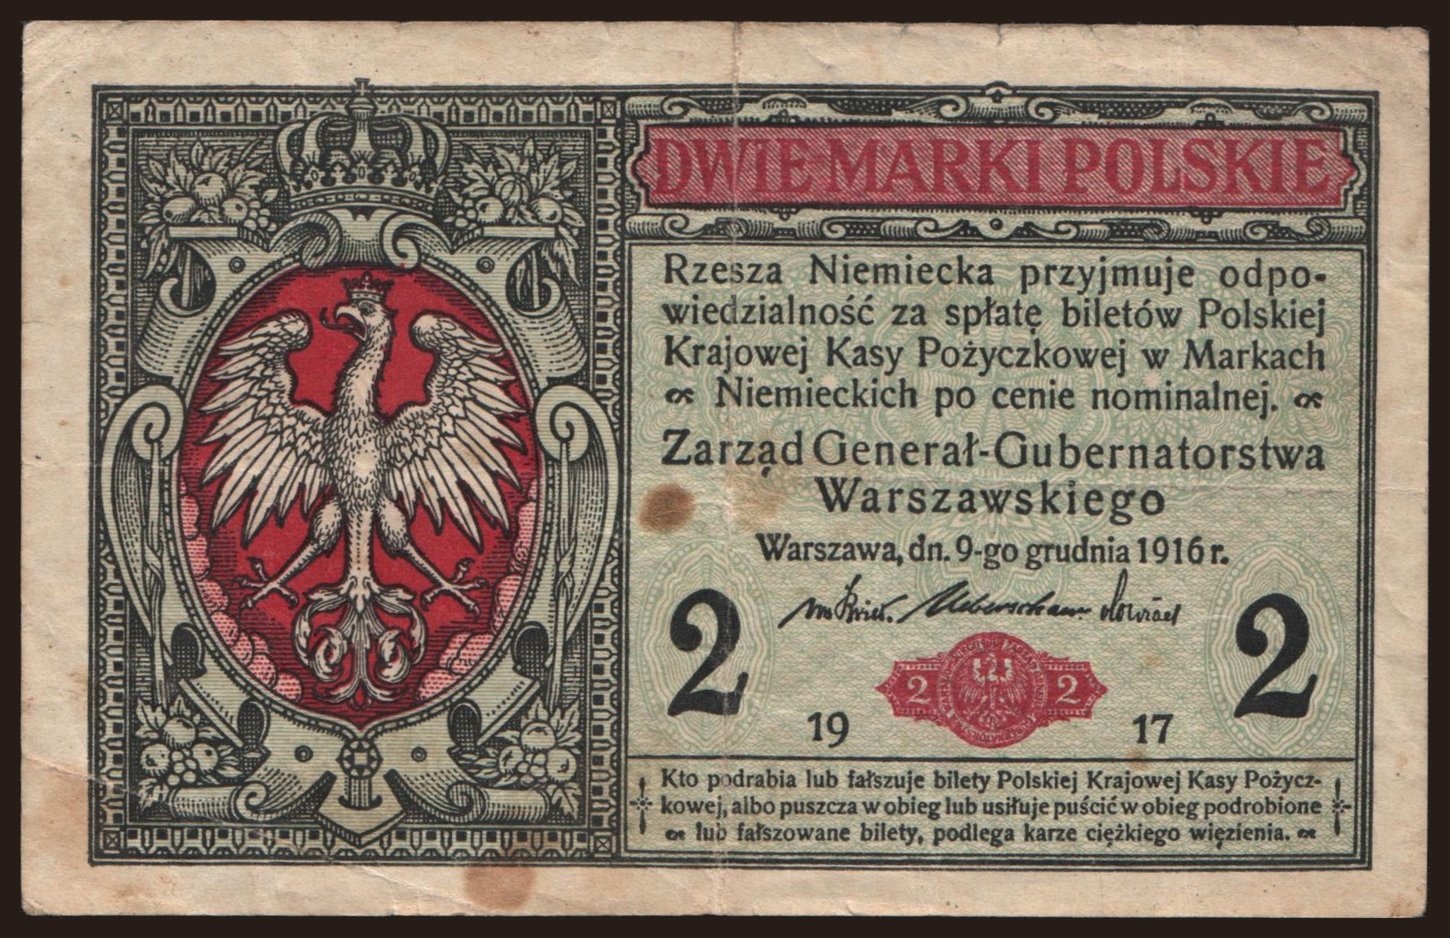 DWIE MARKI POLSKIE
Rzesza Niemiecka przyjmuje odpo-
wiedzialność za spłatę biletów Polskiej
Krajowej Kasy Pożyczkowej w Markach
Niemieckich po cenie nominalnej.
Zarząd Generał-Gubernatorstwa
Warszawskiego
Warszawa, dn. 9-go grudnia 1916 r.
2 2
2 2
19 17
Kto podrabia lub fałszuje bilety Polskiej Krajowej Kasy Pożycz-
kowej, albo puszcza w obieg lub usiłuje puścić w obieg podrobione
lub fałszowane bilety, podlega karze ciężkiego więzienia.